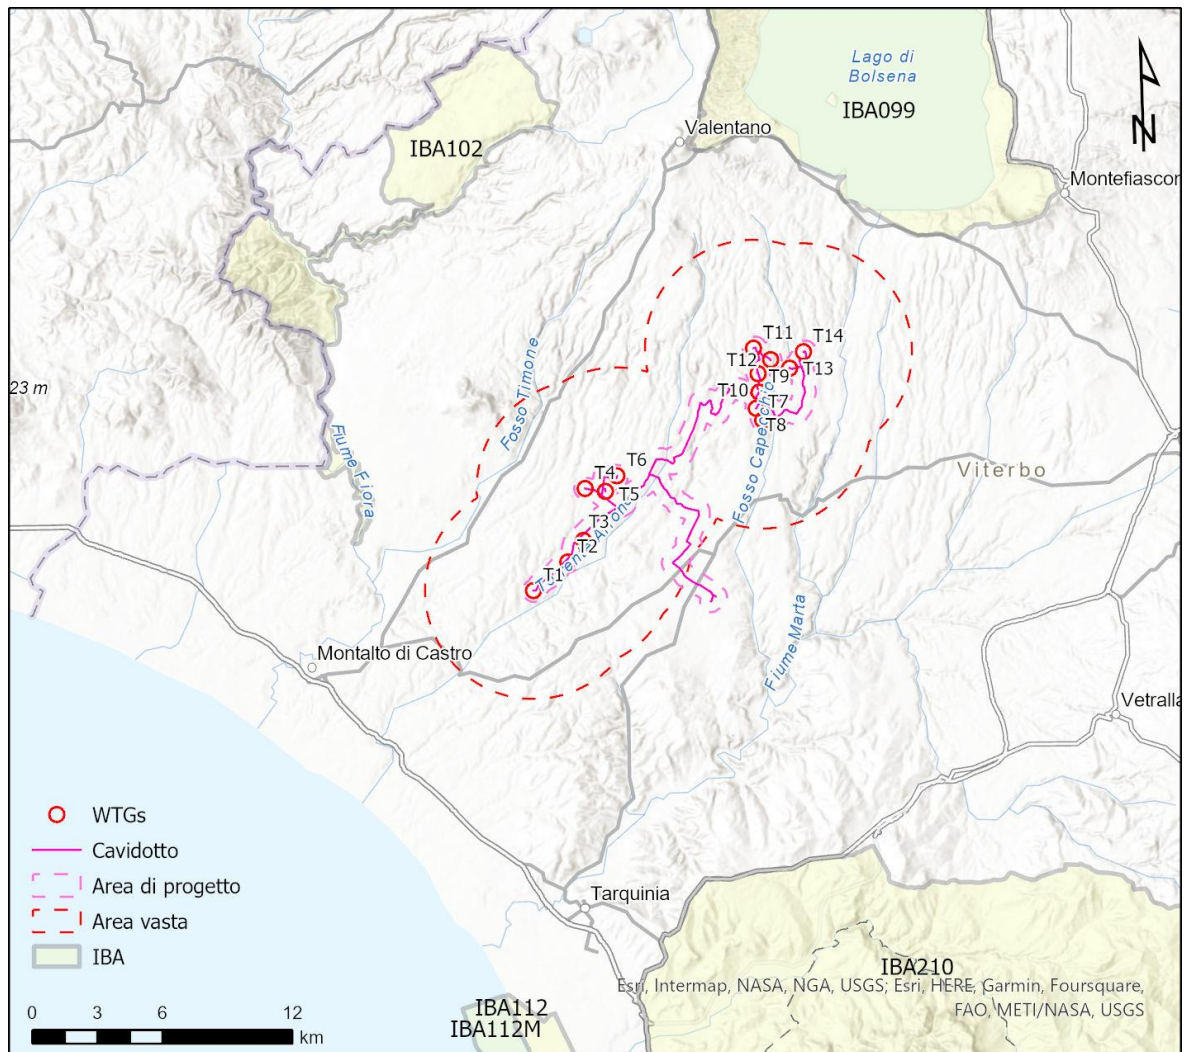 Lago di
Bolsena
IBA099
Valentano
IBA102
Montefiascon
N
T11
T14
T12
T9
T13
T10
T7
T8
23 m
Fosso Timone
Fiume Fiora
Fosso Capecchio
Viterbo
T6
T4
T5
T3
T2
T1
Torrente Arrone
Fiume Marta
Montalto di Castro
Vetralla
WTGs
Cavidotto
Area di progetto
Area vasta
IBA
Tarquinia
IBA210
Esri, Intermap, NASA, NGA, USGS; Esri, HERE, Garmin, Foursquare,
FAO, METI/NASA, USGS
IBA112
IBA112M
0 3 6 12
km